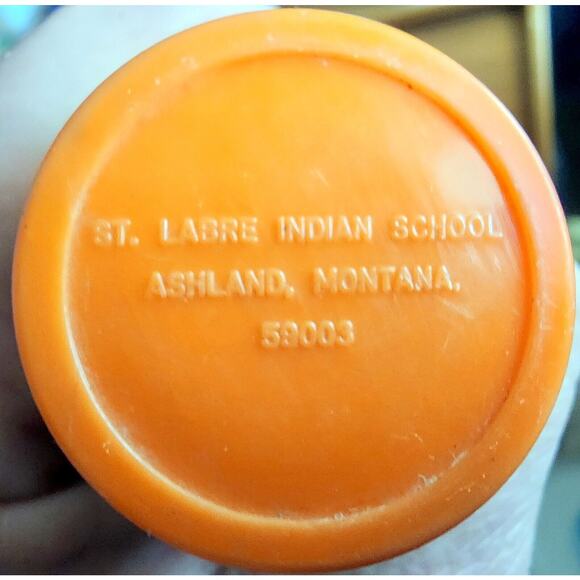 ST. LABRE INDIAN SCHOOL
ASHLAND, MONTANA,
59003